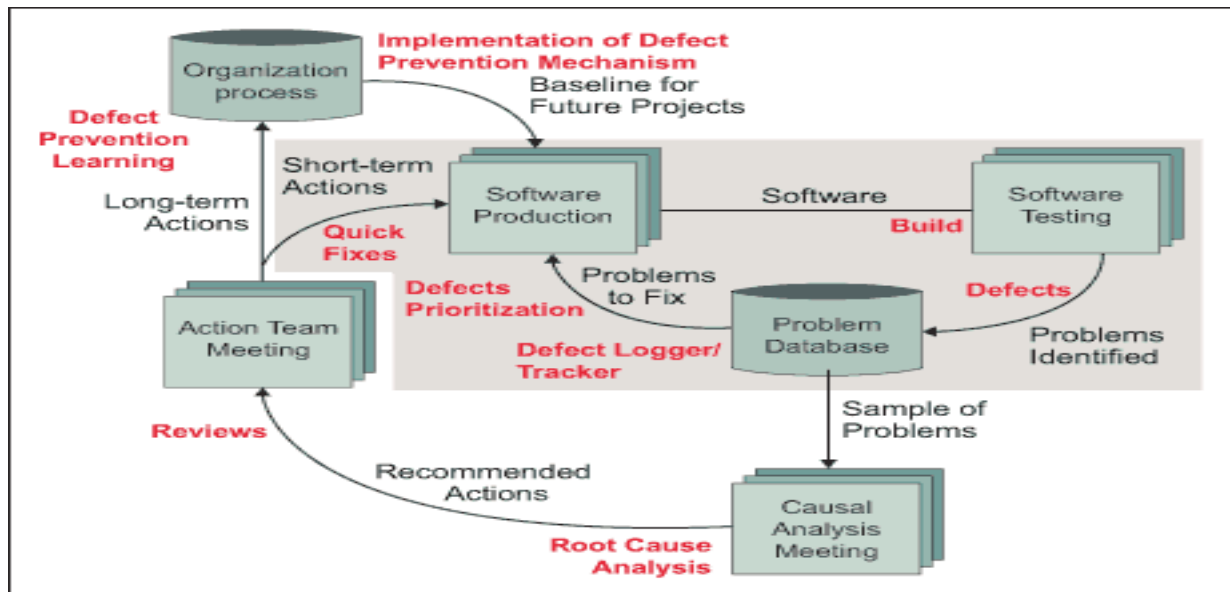 Implementation of Defect
Prevention Mechanism
Organization
process
Baseline for
Future Projects
Defect
Prevention
Learning
Short-term
Actions
Long-term
Actions
Software
Production
Software
Software
Testing
Build
Quick
Fixes
Defects
Prioritization
Problems
to Fix
Defects
Action Team
Meeting
Problem
Database
Problems
Identified
Defect Logger/
Tracker
Sample of
Problems
Reviews
Recommended
Actions
Causal
Analysis
Meeting
Root Cause
Analysis